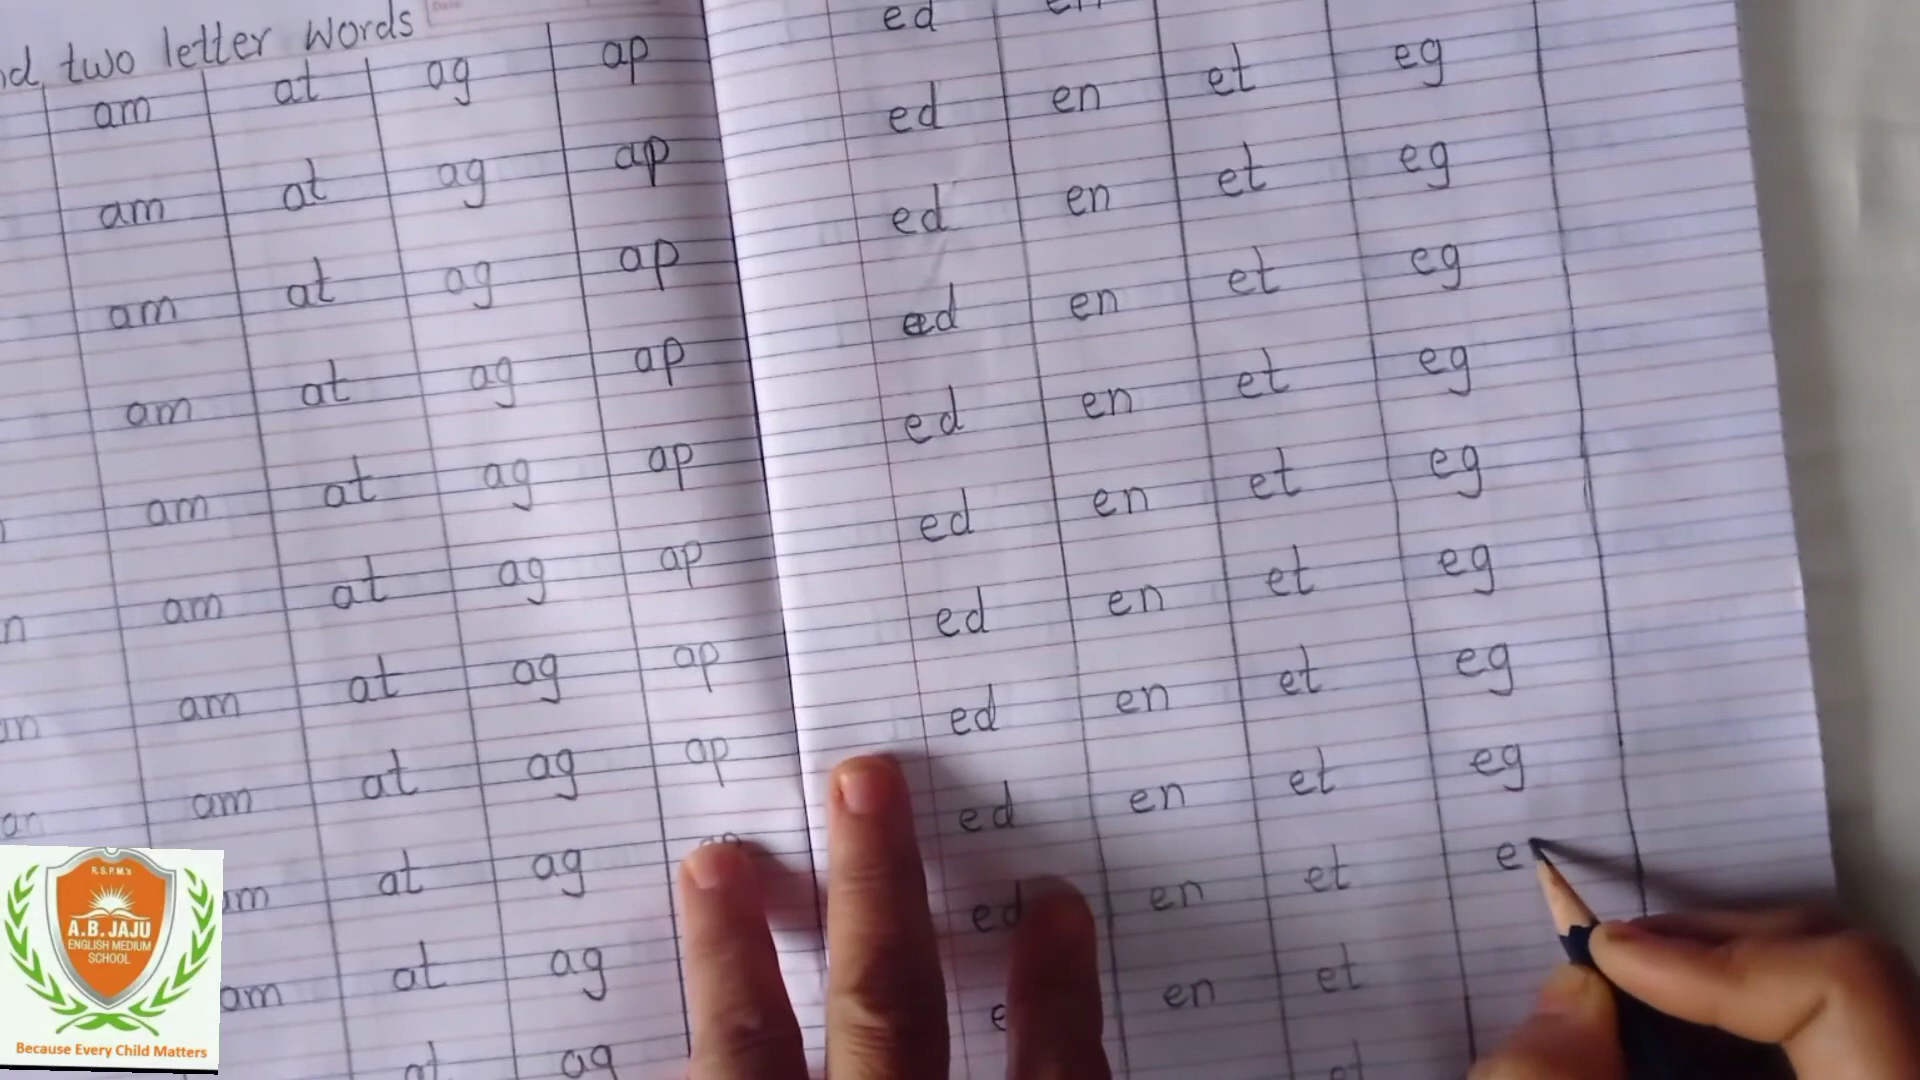 two letter words
am at ag ap
am at ag ap
am at ag ap
am at ag ap
am at ag ap
am at ag ap
am at ag ap
am at ag ap
am at ag
am at ag
at ag
ed
ed en et eg
ed en et eg
ed en et eg
ed en et eg
ed en et eg
ed en et eg
ed en et eg
ed en et eg
ed en et e
en et
et
R.S.P.M.'s
A.B. JAJU
ENGLISH MEDIUM
SCHOOL
Because Every Child Matters